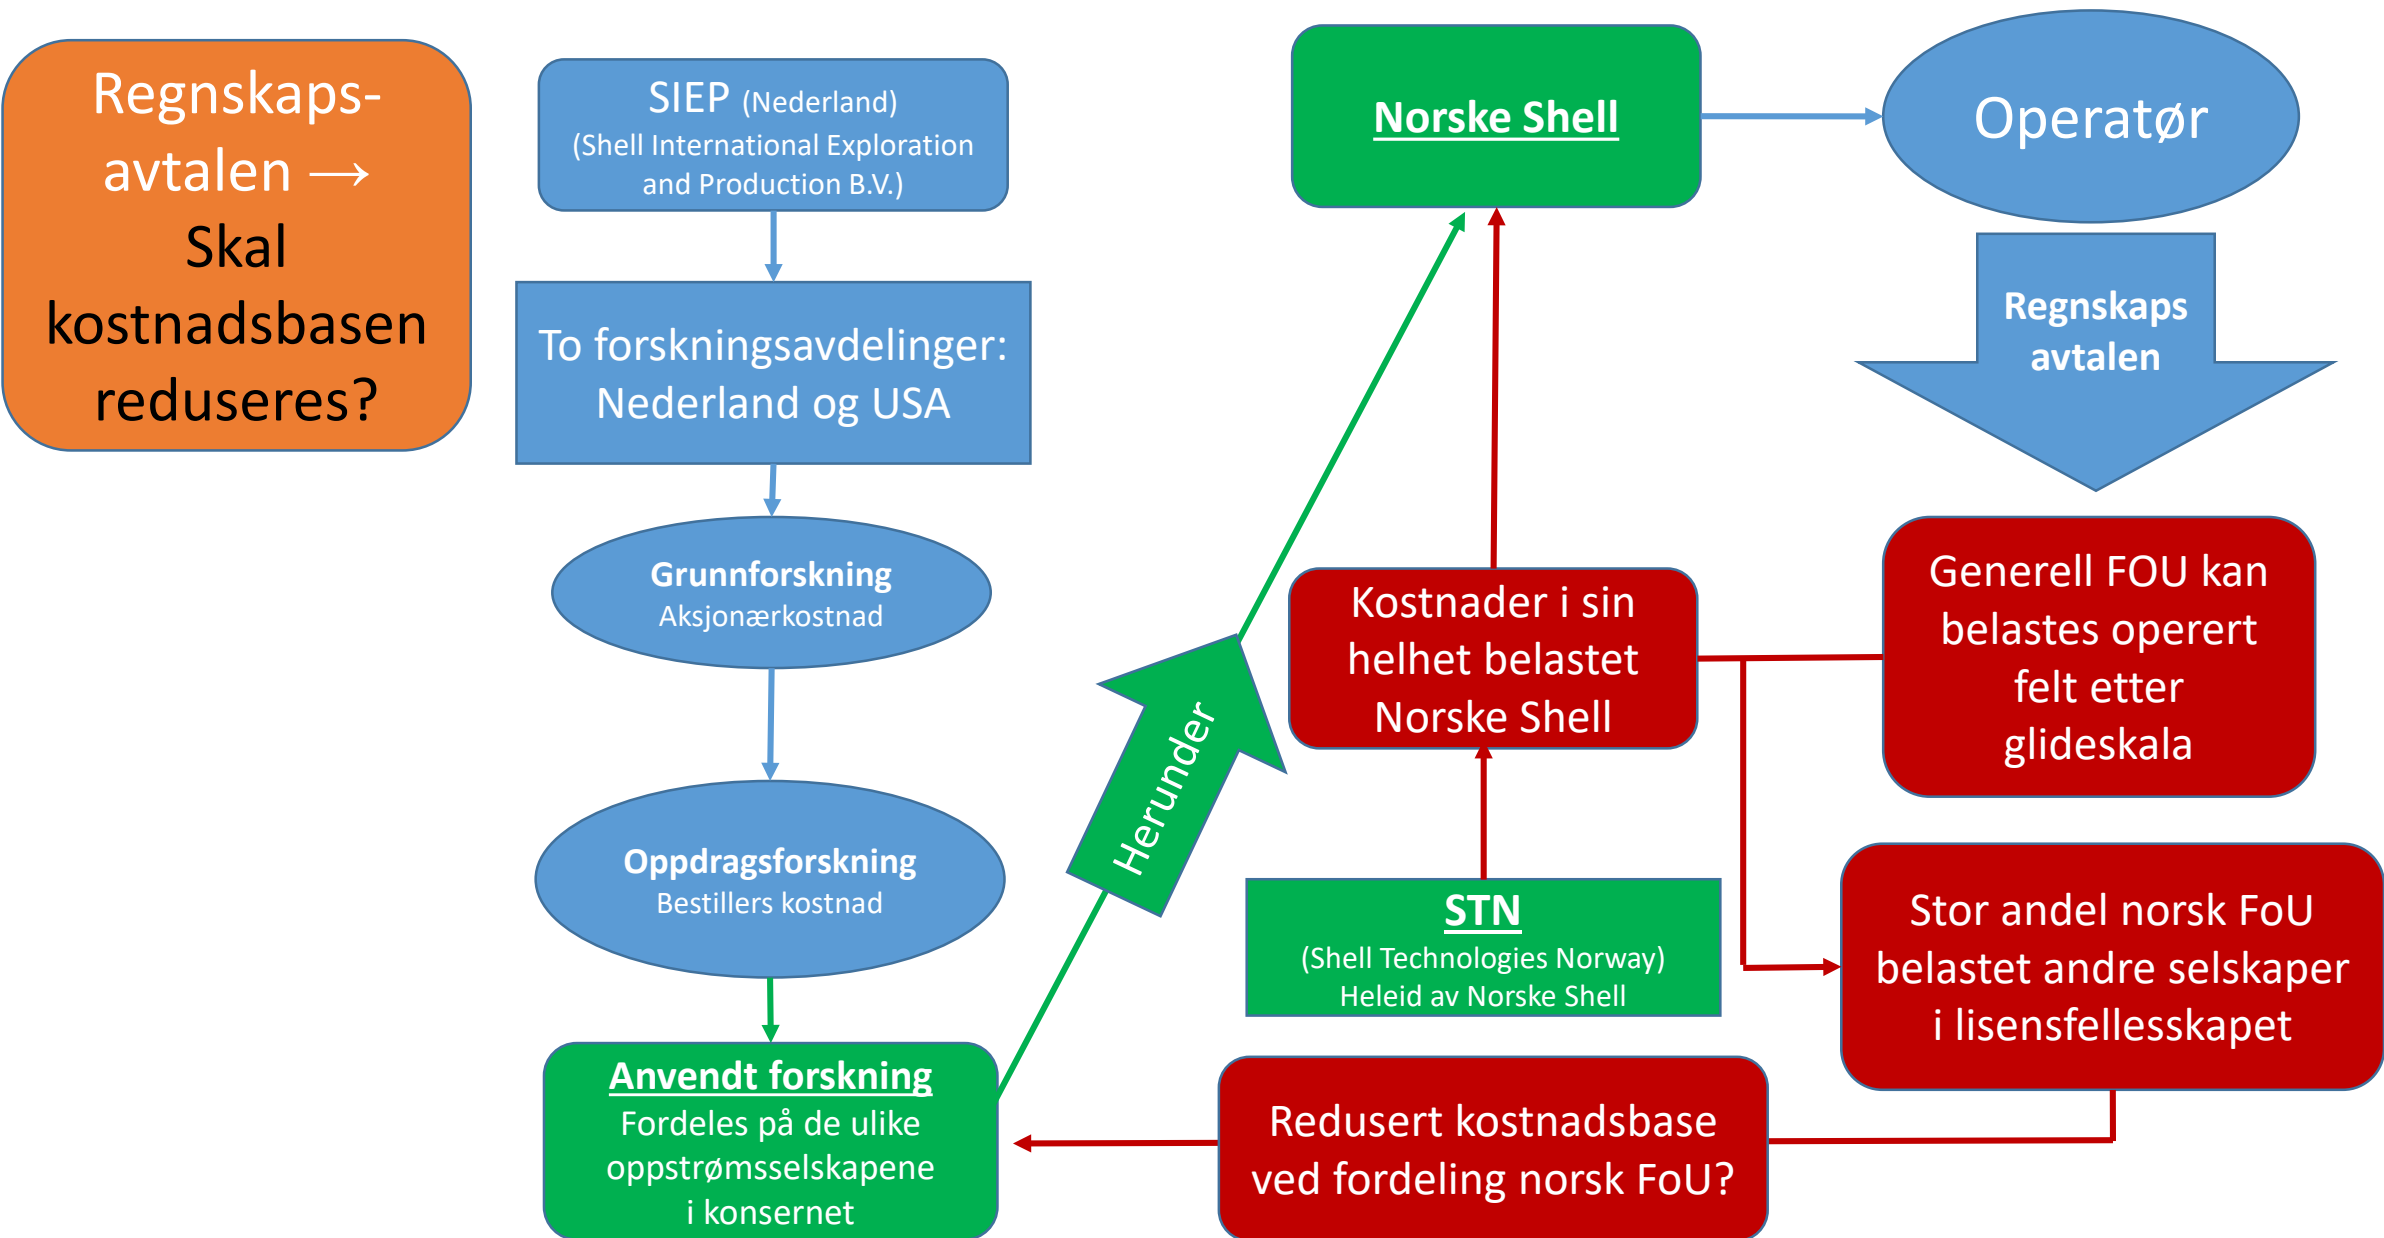 Regnskaps-
avtalen →
Skal
kostnadsbasen
reduseres?
SIEP (Nederland)
(Shell International Exploration
and Production B.V.)
To forskningsavdelinger:
Nederland og USA
Grunnforskning
Aksjonærkostnad
Oppdragsforskning
Bestillers kostnad
Anvendt forskning
Fordeles på de ulike
oppstrømsselskapene
i konsernet
Herunder
Norske Shell
Operatør
Regnskaps
avtalen
Kostnader i sin
helhet belastet
Norske Shell
Generell FOU kan
belastes operert
felt etter
glideskala
STN
(Shell Technologies Norway)
Heleid av Norske Shell
Stor andel norsk FoU
belastet andre selskaper
i lisensfellesskapet
Redusert kostnadsbase
ved fordeling norsk FoU?